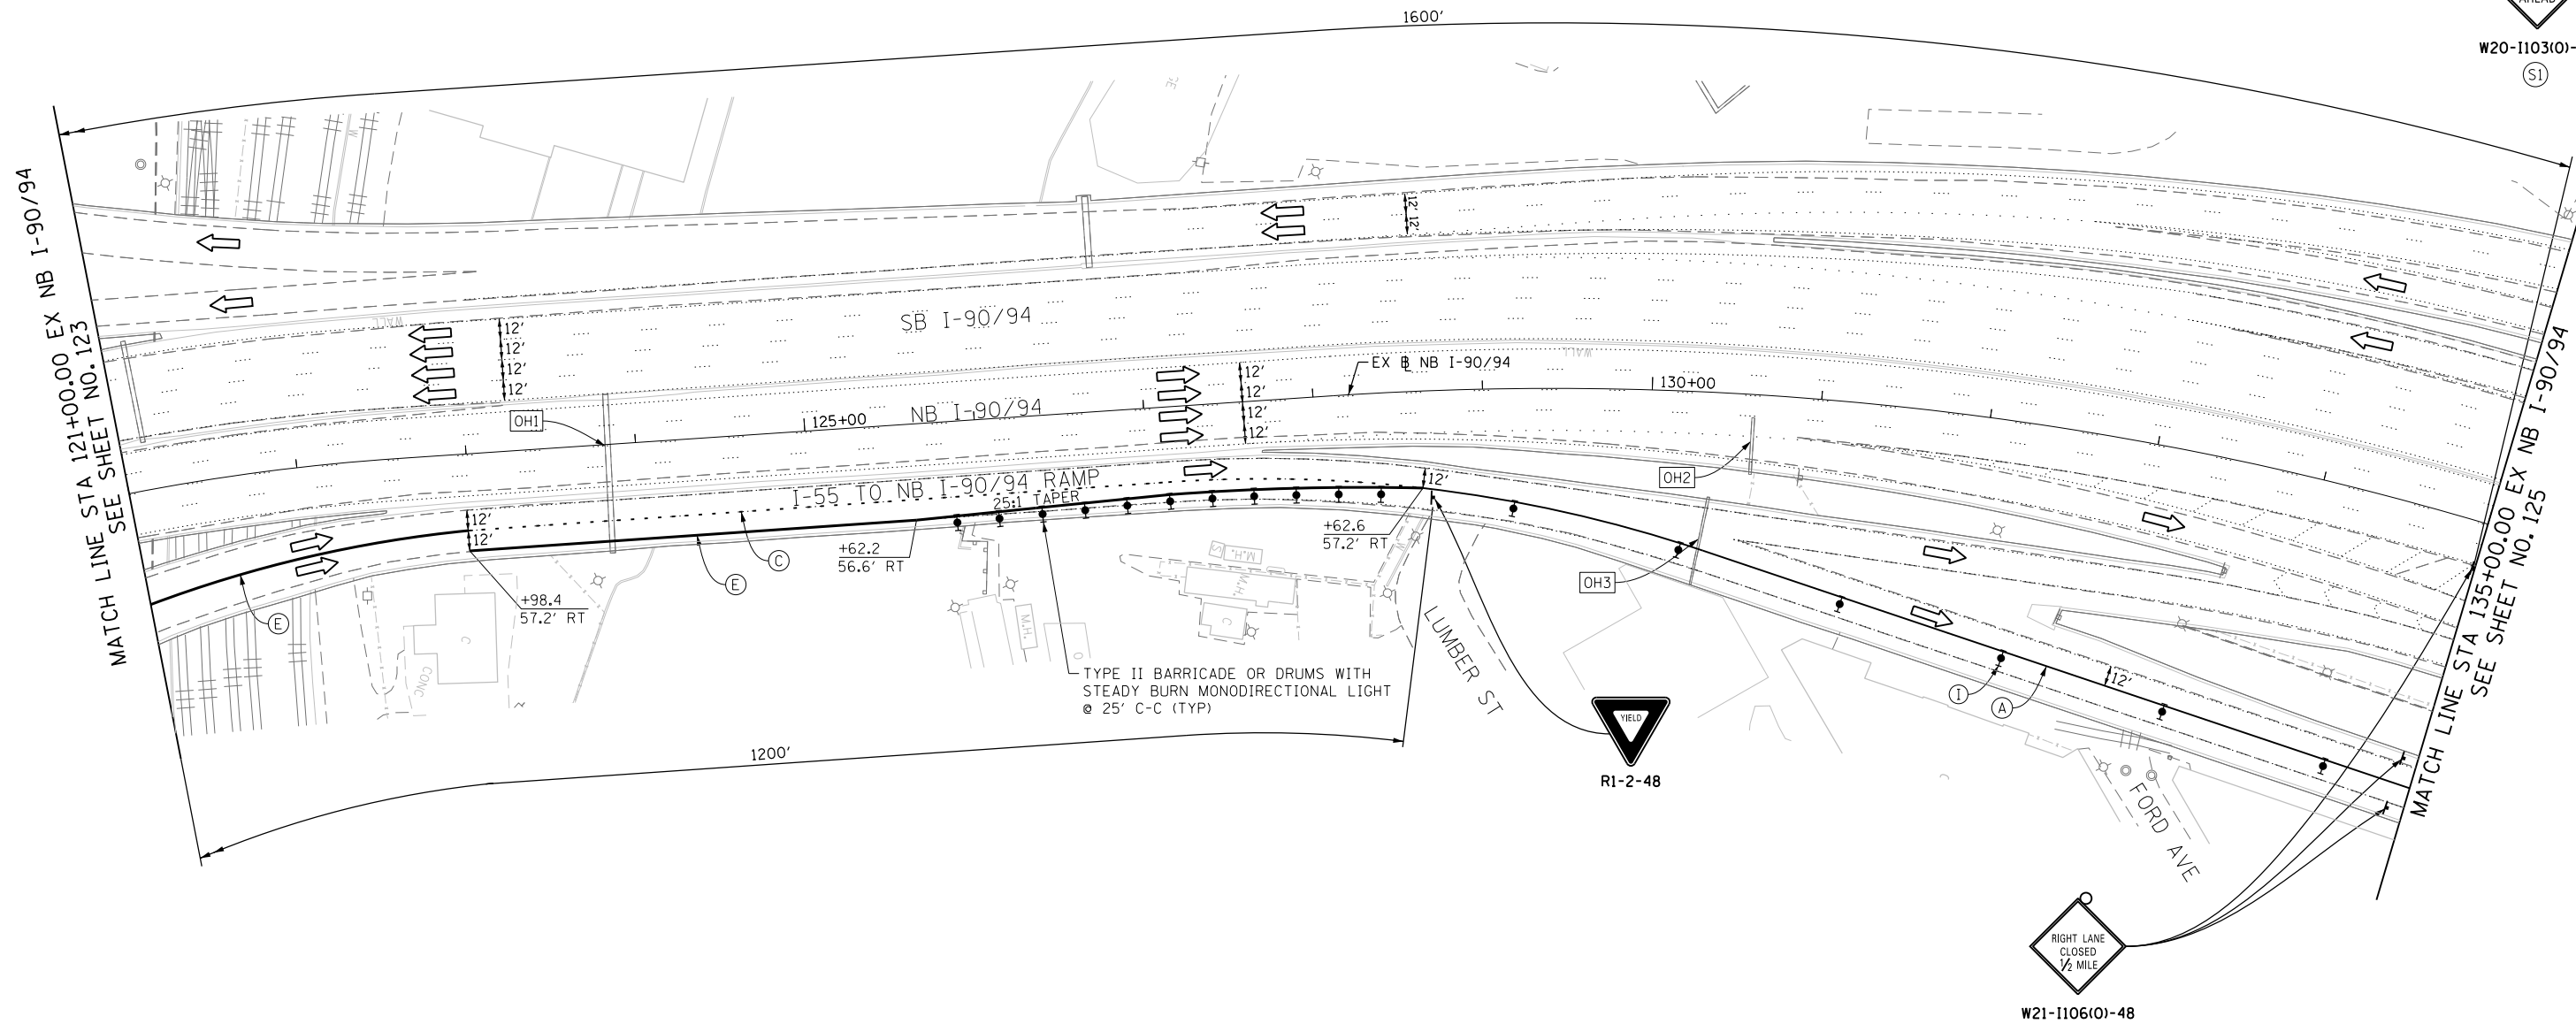 1600'
AHEAD
W20-I103(O)-
S1
MATCH LINE STA 121+00.00 EX NB I-90/94
SEE SHEET NO. 123
W
12' 12'
WALL
SB I-90/94
12'
12'
12'
12'
WALL
EX B NB I-90/94
130+00
12'
12'
12'
12'
OH1
125+00
NB I-90/94
I-55 TO NB I-90/94 RAMP
25:1 TAPER
12'
12'
12'
OH2
C
E
E
+62.2
56.6' RT
+62.6
57.2' RT
+98.4
57.2' RT
OH3
M.H.
S
M.H.
C
C
M.H.
O
CONC
LUMBER ST
TYPE II BARRICADE OR DRUMS WITH
STEADY BURN MONODIRECTIONAL LIGHT
@ 25' C-C (TYP)
YIELD
R1-2-48
I
A
12'
1200'
FORD AVE
MATCH LINE STA 135+00.00 EX NB I-90/94
SEE SHEET NO. 125
RIGHT LANE
CLOSED
1/2 MILE
W21-I106(O)-48